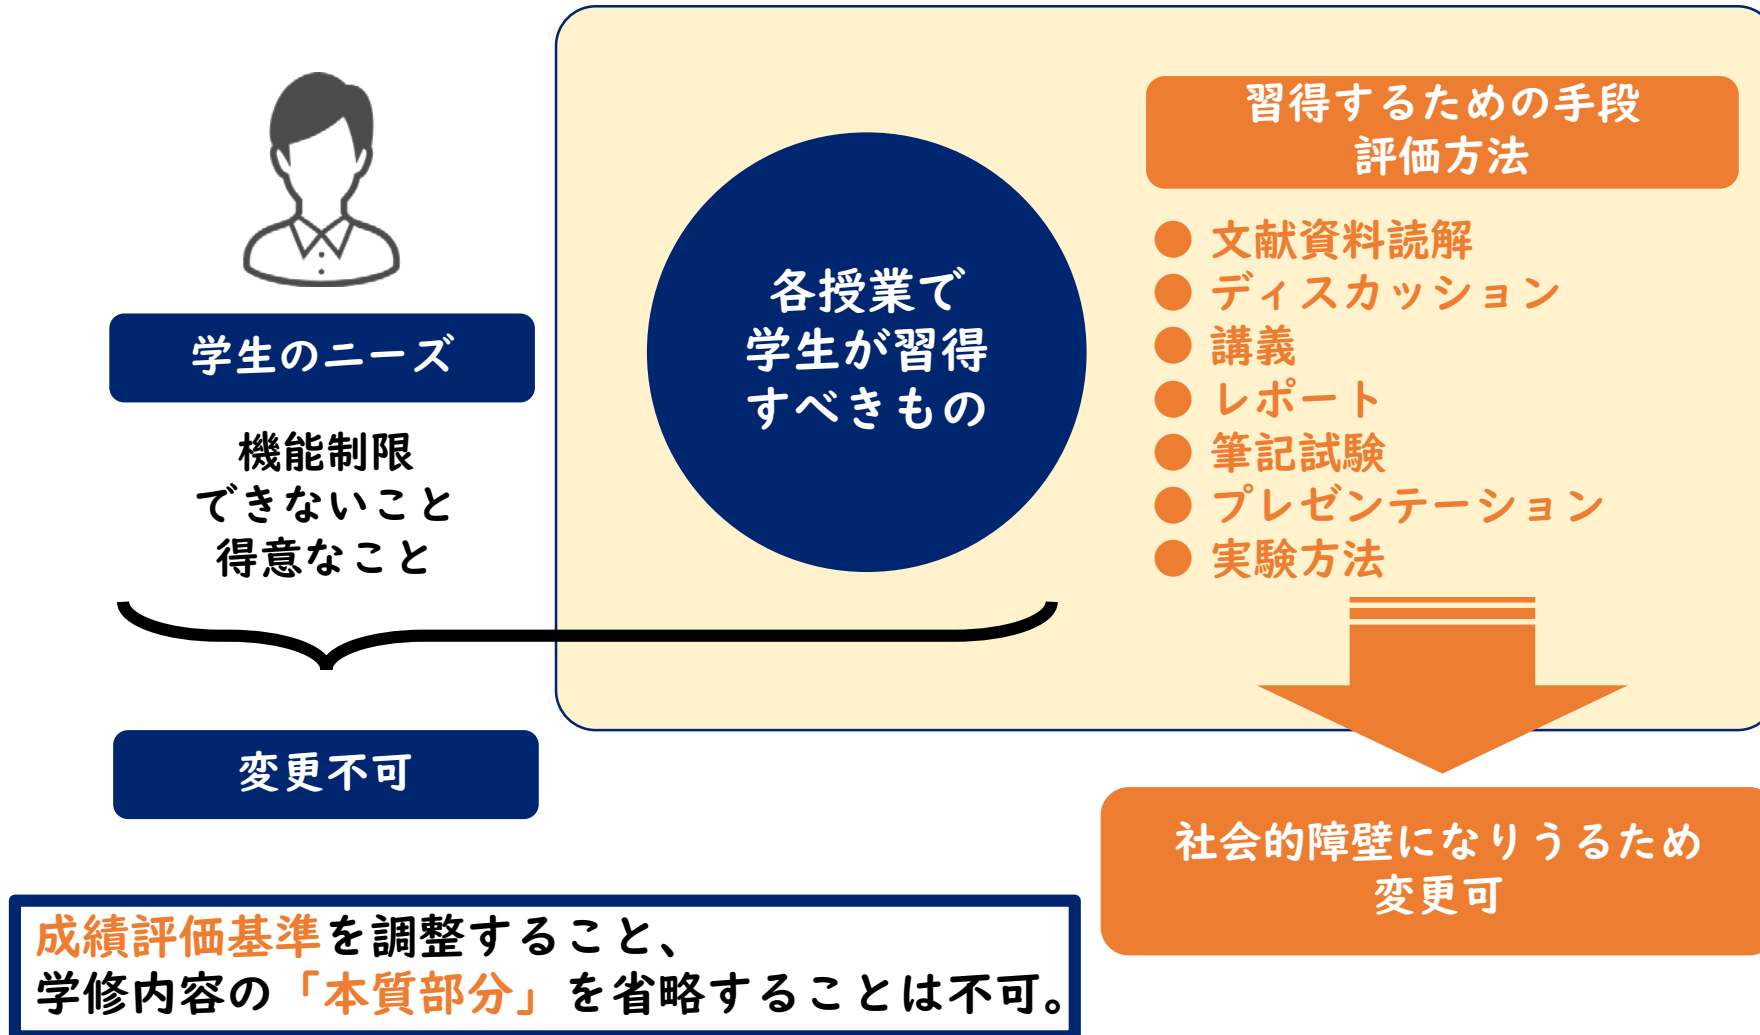 学生のニーズ
機能制限
できないこと
得意なこと
変更不可
各授業で
学生が習得
すべきもの
習得するための手段
評価方法
● 文献資料読解
● ディスカッション
● 講義
● レポート
● 筆記試験
● プレゼンテーション
● 実験方法
社会的障壁になりうるため
変更可
成績評価基準を調整すること、
学修内容の「本質部分」を省略することは不可。